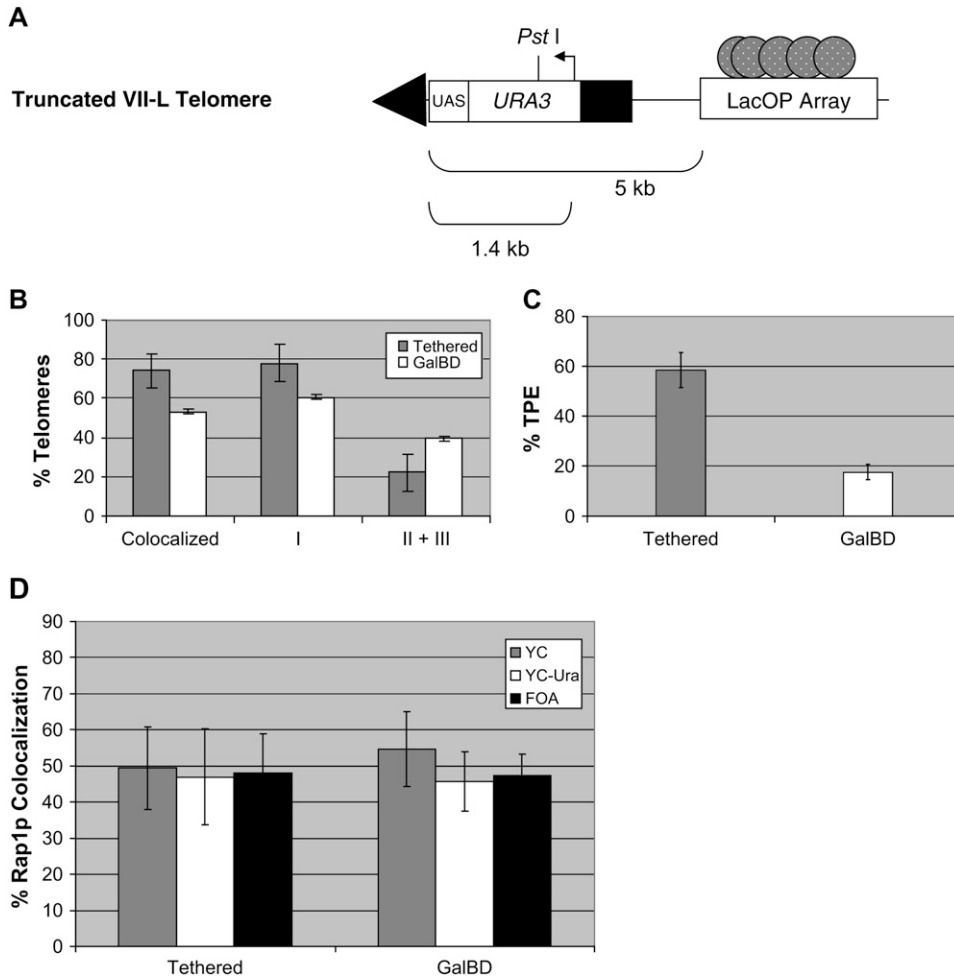 A
Pst I
Truncated VII-L Telomere
UAS
URA3
LacOP Array
5 kb
1.4 kb
B
% Telomeres
100
80
60
40
20
0
Tethered
GalBD
Colocalized
I
II + III
C
% TPE
80
60
40
20
0
Tethered
GalBD
D
% Rap1p Colocalization
90
80
70
60
50
40
30
20
10
0
YC
YC-Ura
FOA
Tethered
GalBD